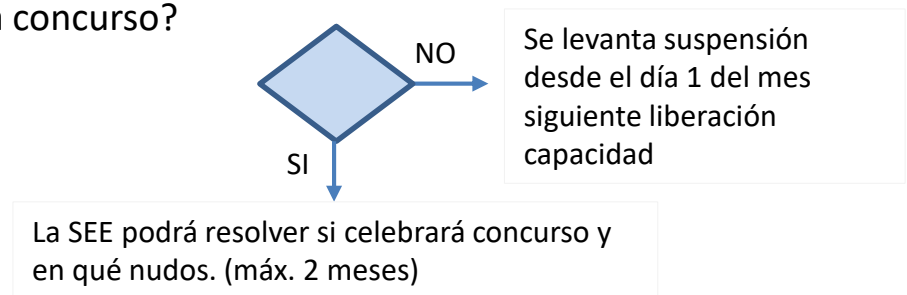 concurso?
NO
Se levanta suspensión
desde el día 1 del mes
siguiente liberación
capacidad
SI
La SEE podrá resolver si celebrará concurso y
en qué nudos. (máx. 2 meses)